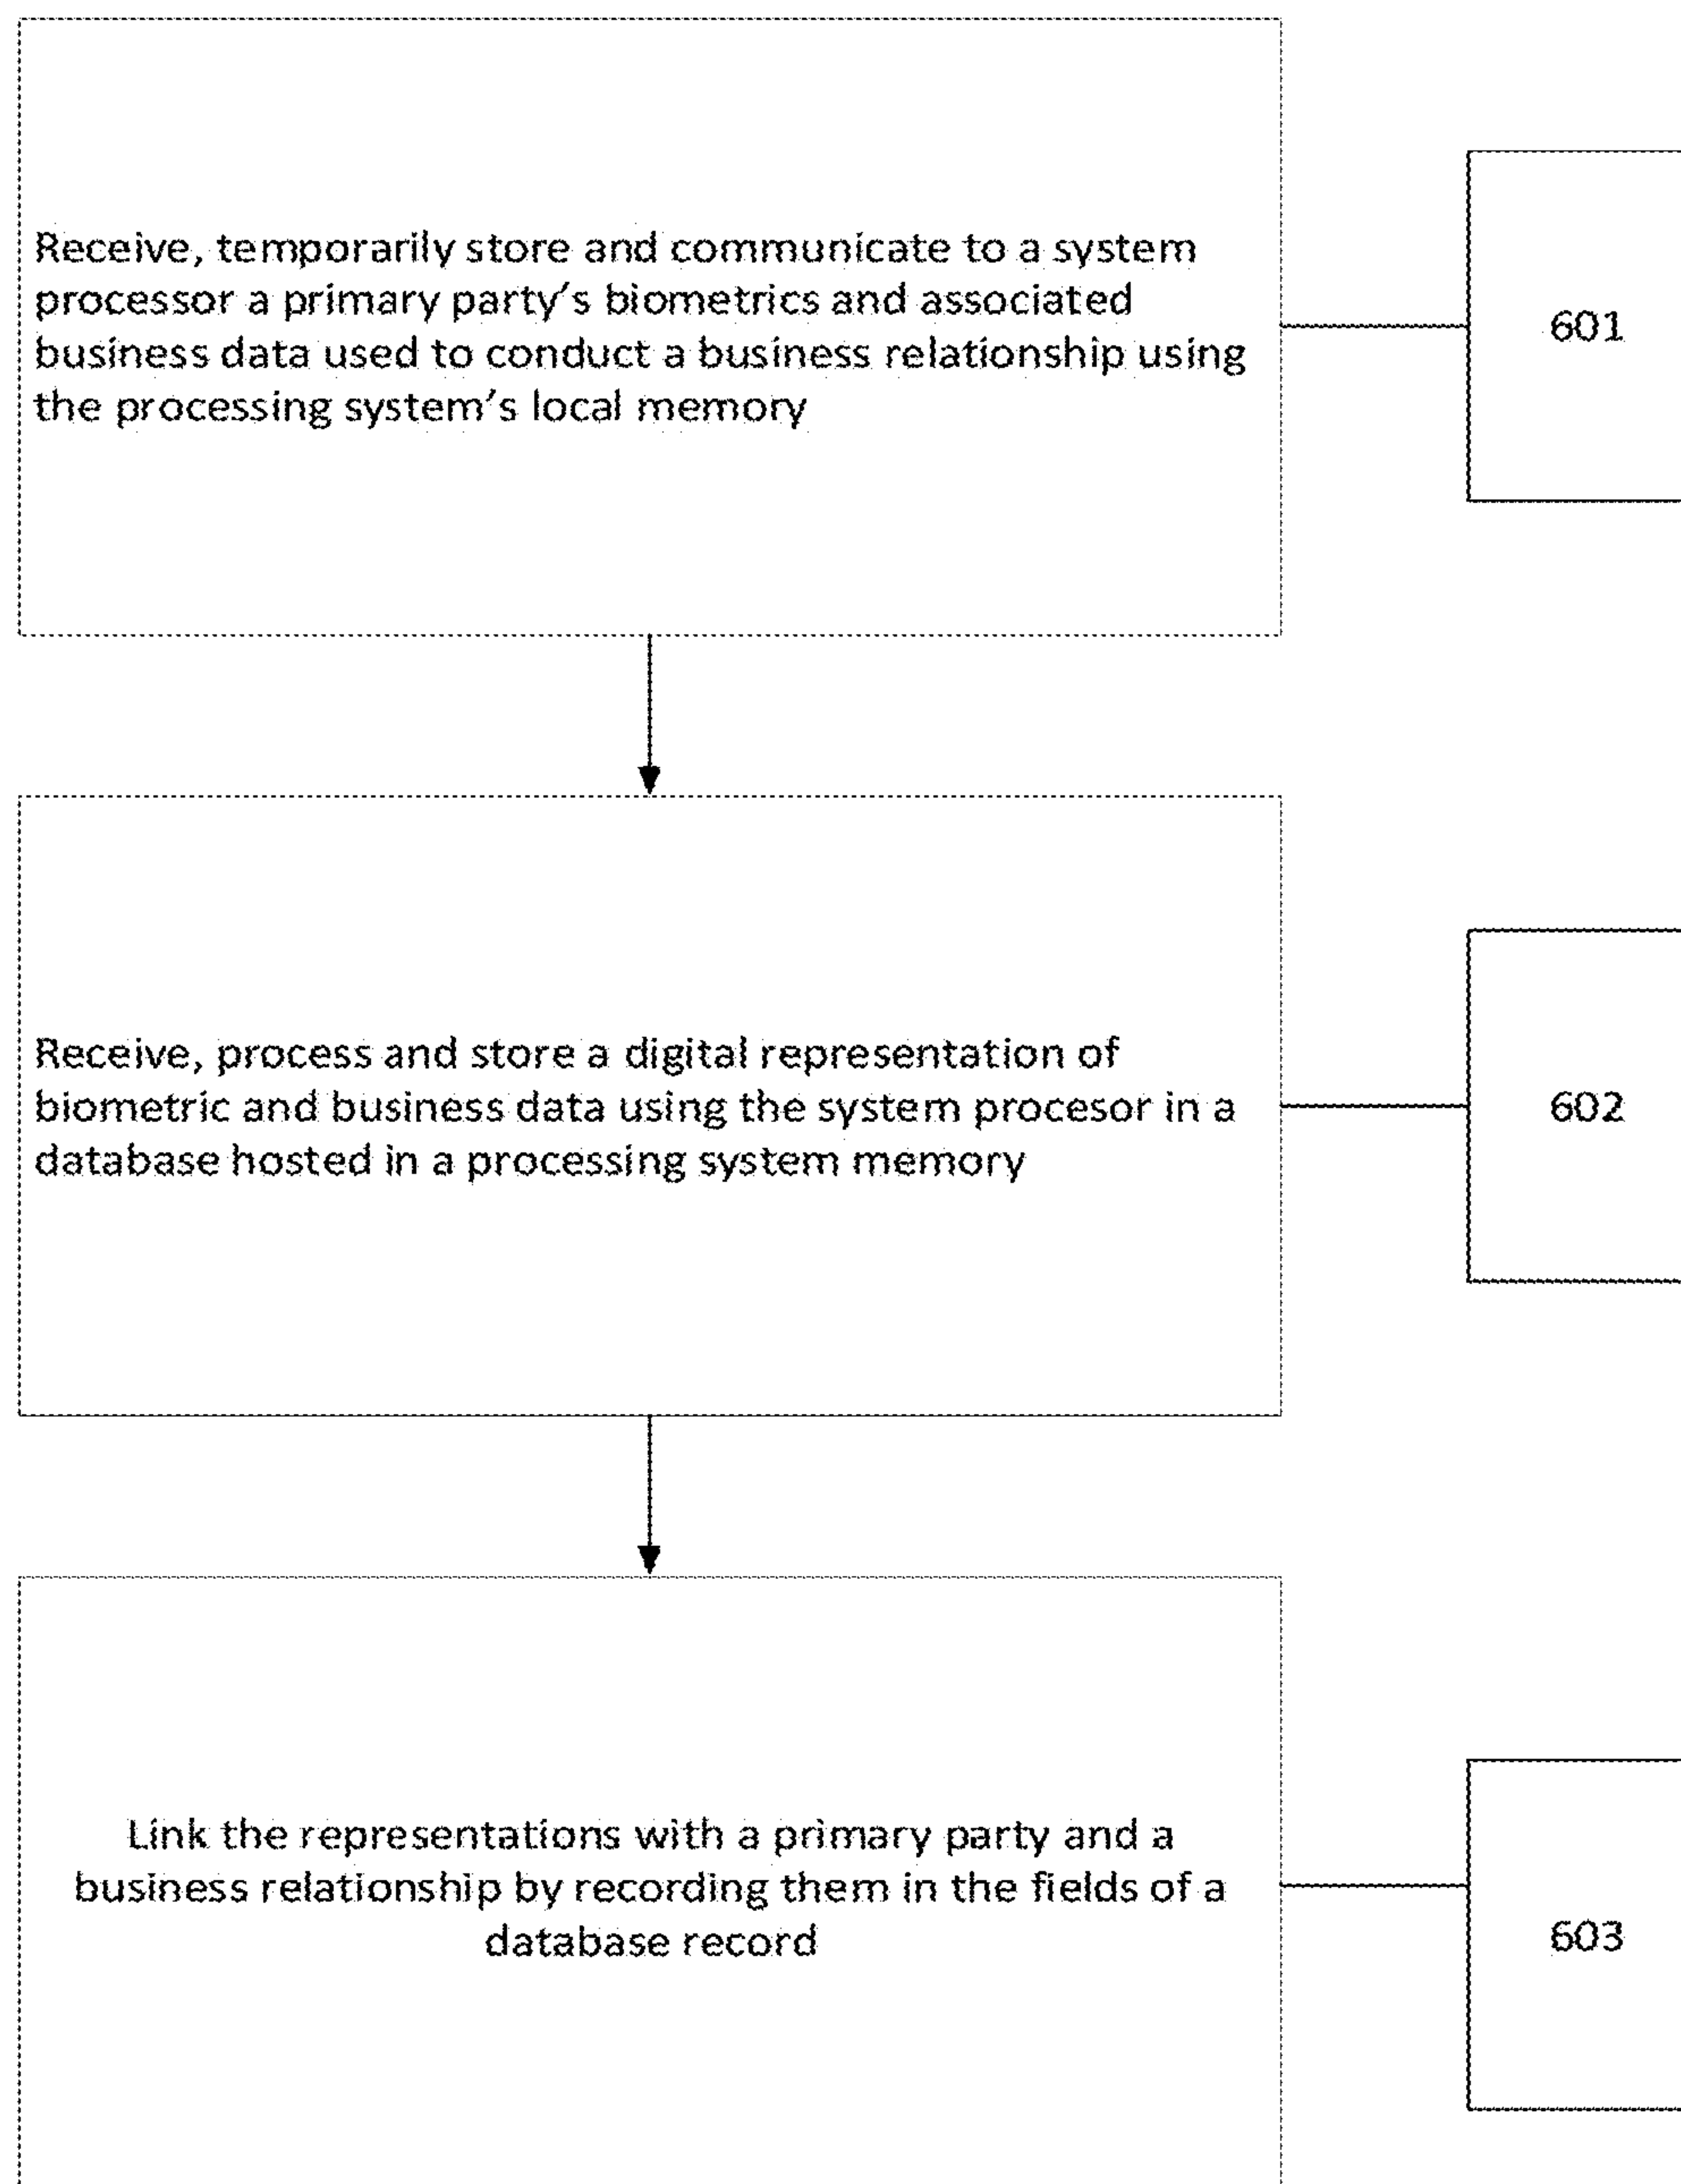 Receive, temporarily store and communicate to a system
processor a primary party's biometrics and associated
business data used to conduct a business relationship using
the processing system's local memory
601
Receive, process and store a digital representation of
biometric and business data using the system procesor in a
database hosted in a processing system memory
602
Link the representations with a primary party and a
business relationship by recording them in the fields of a
database record
603